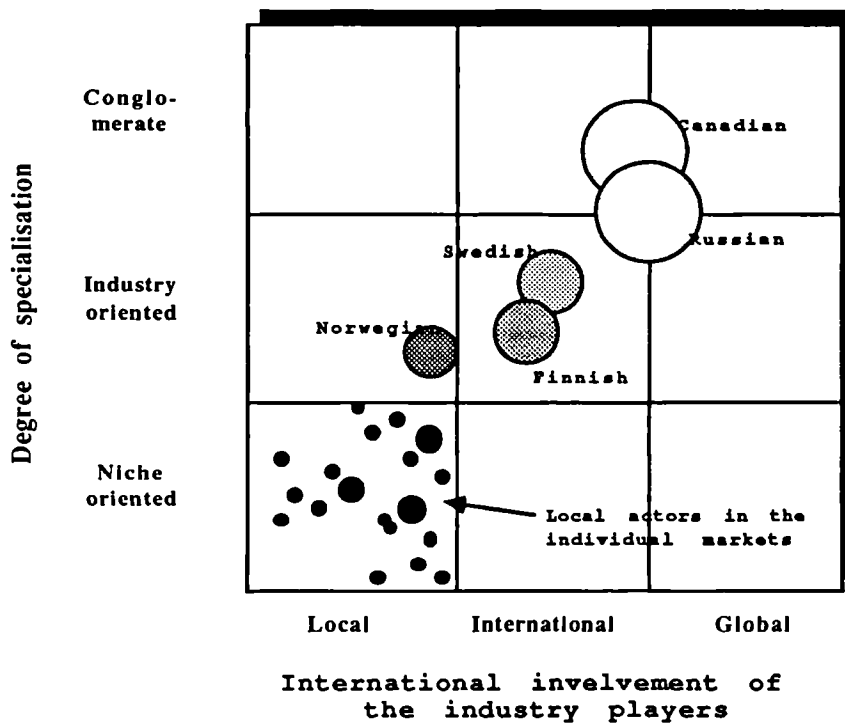 Conglo-
merate
Canadian
Russian
Swedish
Industry
oriented
Norwegian
Finnish
Niche
oriented
Local actors in the
individual markets
Degree of specialisation
Local International Global
International invelvement of
the industry players